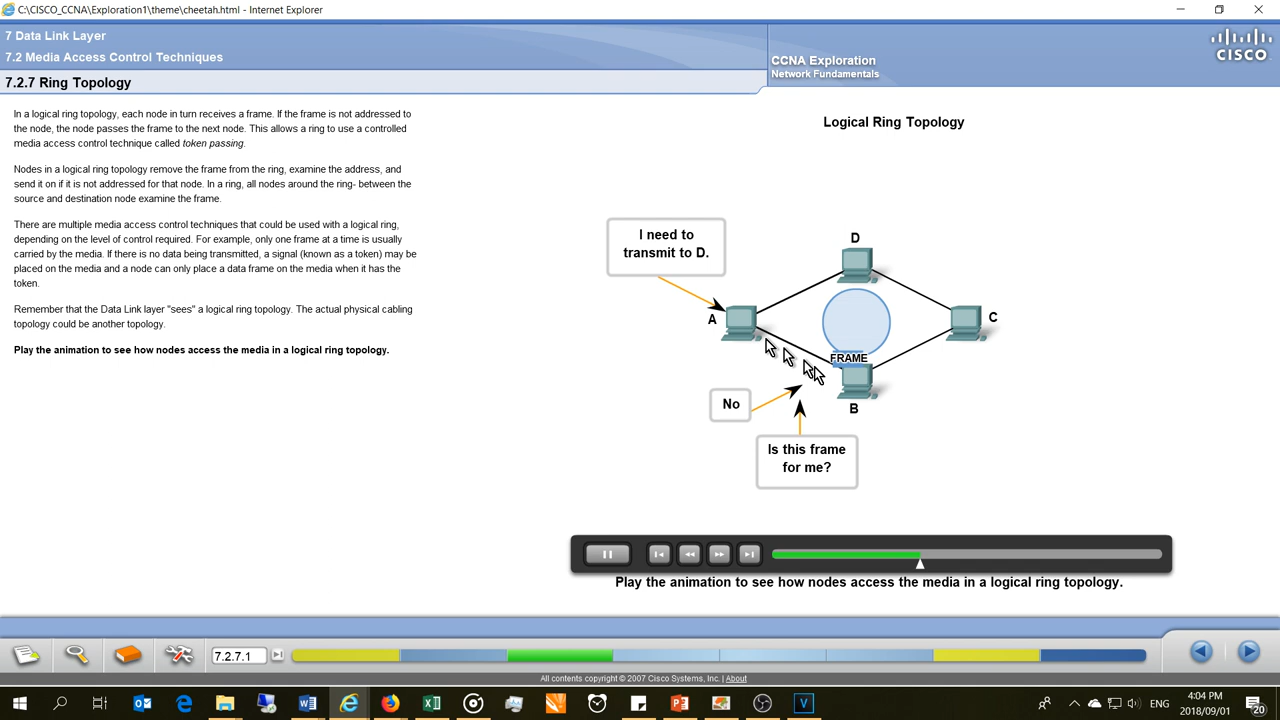 C:\CISCO_CCNA\Exploration1\theme\cheetah.html - Internet Explorer
7 Data Link Layer
7.2 Media Access Control Techniques
7.2.7 Ring Topology
CCNA Exploration
Network Fundamentals
CISCO
In a logical ring topology, each node in turn receives a frame. If the frame is not addressed to
the node, the node passes the frame to the next node. This allows a ring to use a controlled
media access control technique called token passing.
Nodes in a logical ring topology remove the frame from the ring, examine the address, and
send it on if it is not addressed for that node. In a ring, all nodes around the ring- between the
source and destination node examine the frame.
There are multiple media access control techniques that could be used with a logical ring,
depending on the level of control required. For example, only one frame at a time is usually
carried by the media. If there is no data being transmitted, a signal (known as a token) may be
placed on the media and a node can only place a data frame on the media when it has the
token.
Remember that the Data Link layer "sees" a logical ring topology. The actual physical cabling
topology could be another topology.
Play the animation to see how nodes access the media in a logical ring topology.
Logical Ring Topology
I need to
transmit to D.
D
A
C
FRAME
B
No
Is this frame
for me?
Play the animation to see how nodes access the media in a logical ring topology.
7.2.7.1
All contents copyright © 2007 Cisco Systems, Inc. | About
ENG
4:04 PM
2018/09/01
20